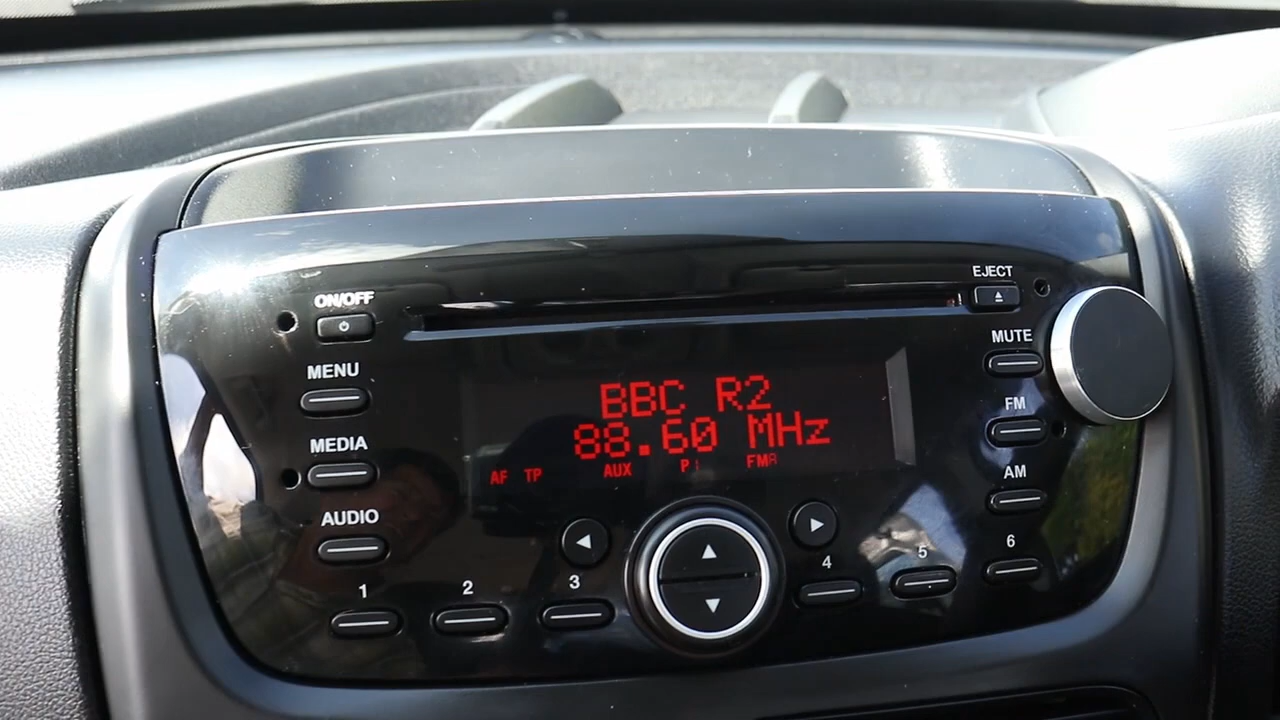 EJECT
ON/OFF
MUTE
MENU
BBC R2
FM
88.60 MHz
MEDIA
AF TP AUX FMA
AM
AUDIO
1
2
3
4
5
6